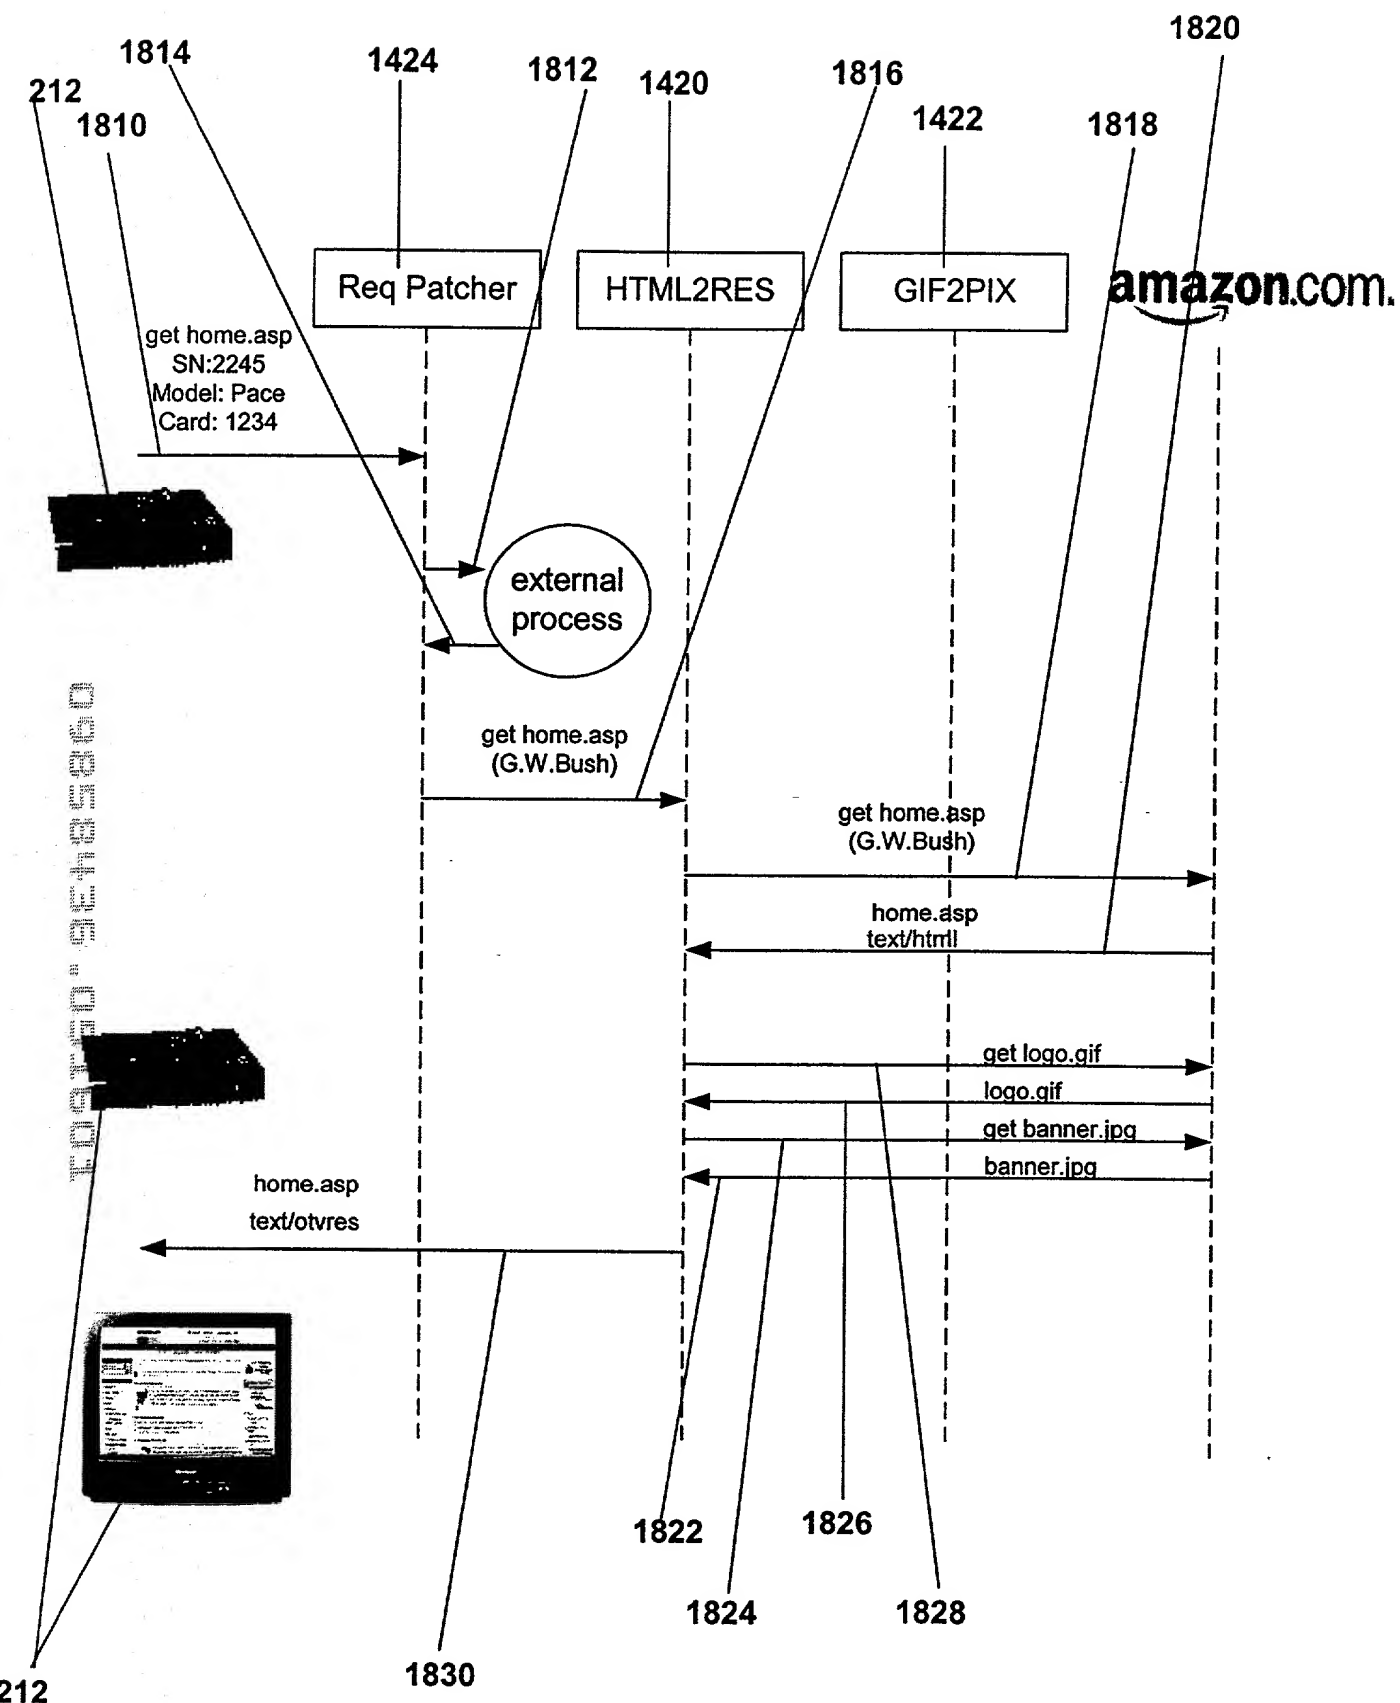 1820
1814
1424
1812
1420
1816
212
1810
1422
1818
Req Patcher
HTML2RES
GIF2PIX
amazon.com.
get home.asp
SN:2245
Model: Pace
Card: 1234
external
process
get home.asp
(G.W.Bush)
get home.asp
(G.W.Bush)
home.asp
text/html
get logo.gif
logo.gif
get banner.jpg
banner.jpg
home.asp
text/otvres
1822
1826
1824
1828
1830
212